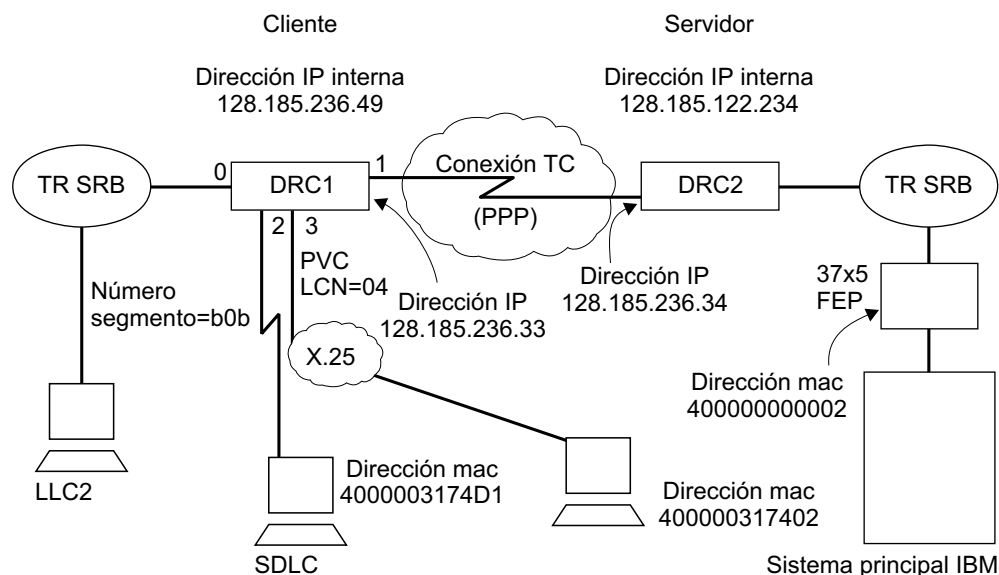 Cliente
Servidor
Dirección IP interna
128.185.236.49
Dirección IP interna
128.185.122.234
TR SRB
0
DRC1
1
Conexión TC
(PPP)
DRC2
TR SRB
2
3
PVC
LCN=04
Dirección IP
128.185.236.33
Dirección IP
128.185.236.34
37x5
FEP
Número
segmento=b0b
X.25
Dirección mac
400000000002
LLC2
Dirección mac
4000003174D1
SDLC
Dirección mac
400000317402
Sistema principal IBM